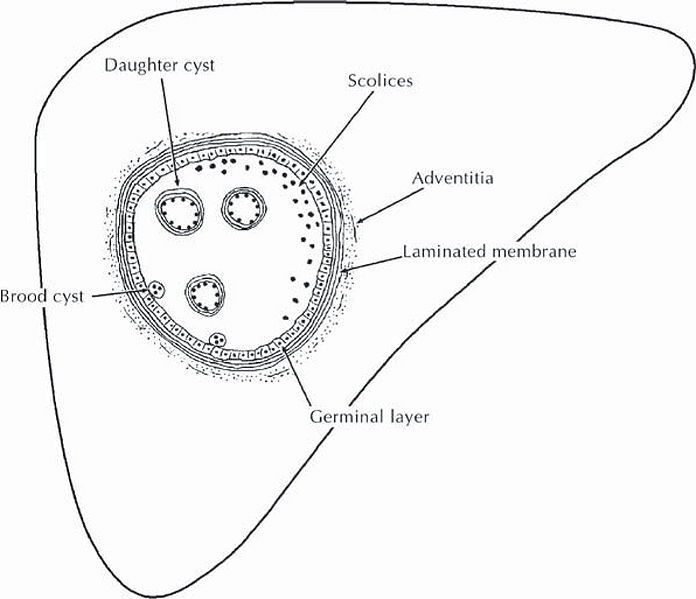 Daughter cyst
Scolices
Adventitia
Laminated membrane
Brood cyst
Germinal layer